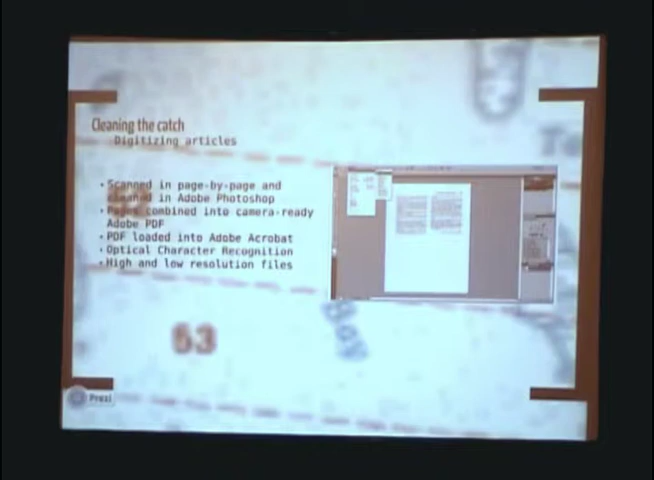 Cleaning the catch
Digitizing articles
• Scanned in page-by-page and
cleaned in Adobe Photoshop
• Pages combined into camera-ready
Adobe PDF
• PDF loaded into Adobe Acrobat
• Optical Character Recognition
• High and low resolution files
63
Prezi